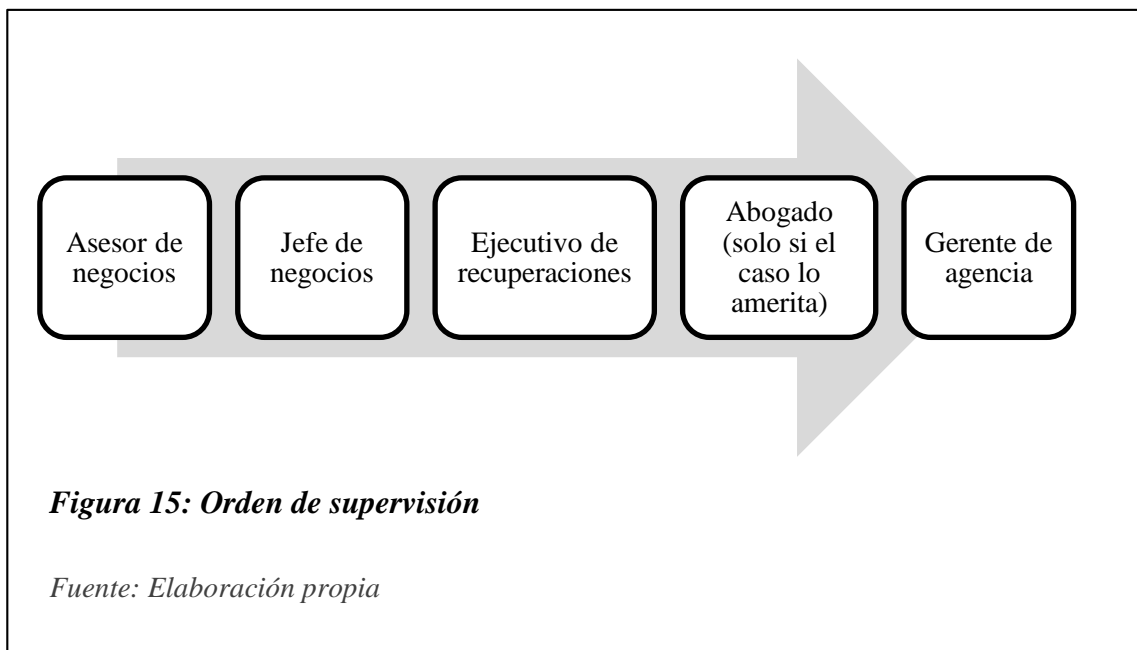 Asesor de
negocios
Jefe de
negocios
Ejecutivo de
recuperaciones
Abogado
(solo si el
caso lo
amerita)
Gerente de
agencia
Figura 15: Orden de supervisión
Fuente: Elaboración propia